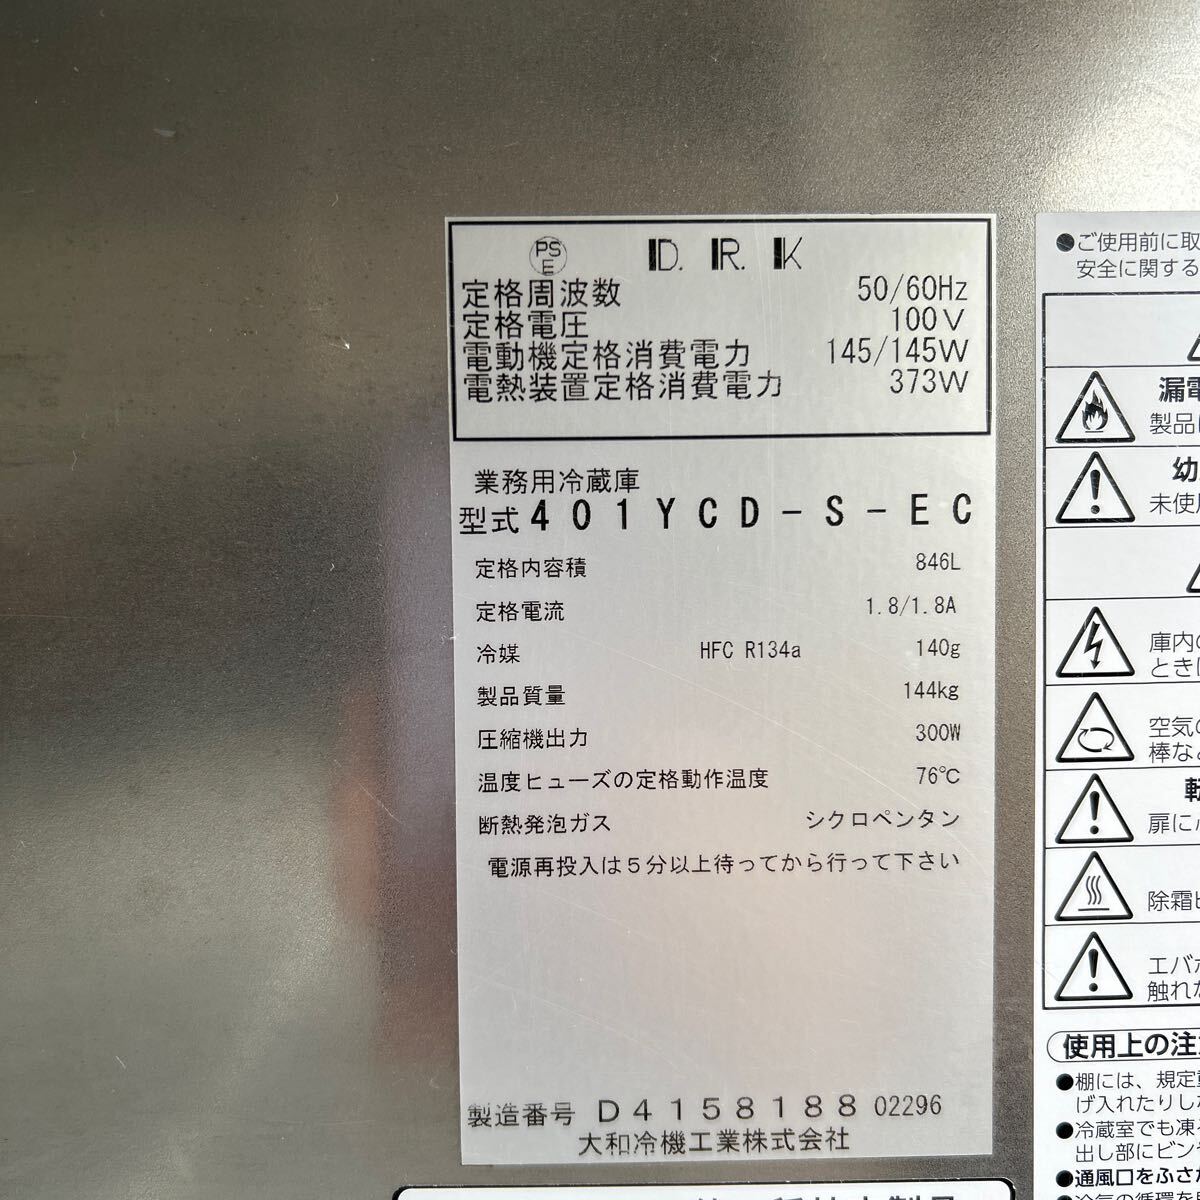 PS
E
D.R.K
定格周波数 50/60Hz
定格電圧 100V
電動機定格消費電力 145/145W
電熱装置定格消費電力 373W
業務用冷蔵庫
型式 401YCD-S-EC
定格内容積 846L
定格電流 1.8/1.8A
冷媒 HFC R134a 140g
製品質量 144kg
圧縮機出力 300W
温度ヒューズの定格動作温度 76℃
断熱発泡ガス シクロペンタン
電源再投入は5分以上待ってから行って下さい
製造番号 D4158188 02296
大和冷機工業株式会社
●ご使用前に取
安全に関する
漏電
製品
幼
未使
庫内の
ときに
空気の
棒など
転
扉に
除霜
エバポ
触れな
使用上の注
●棚には、規定
げ入れたりしな
●冷蔵室でも凍
出し部にビン
●通風口をふさ